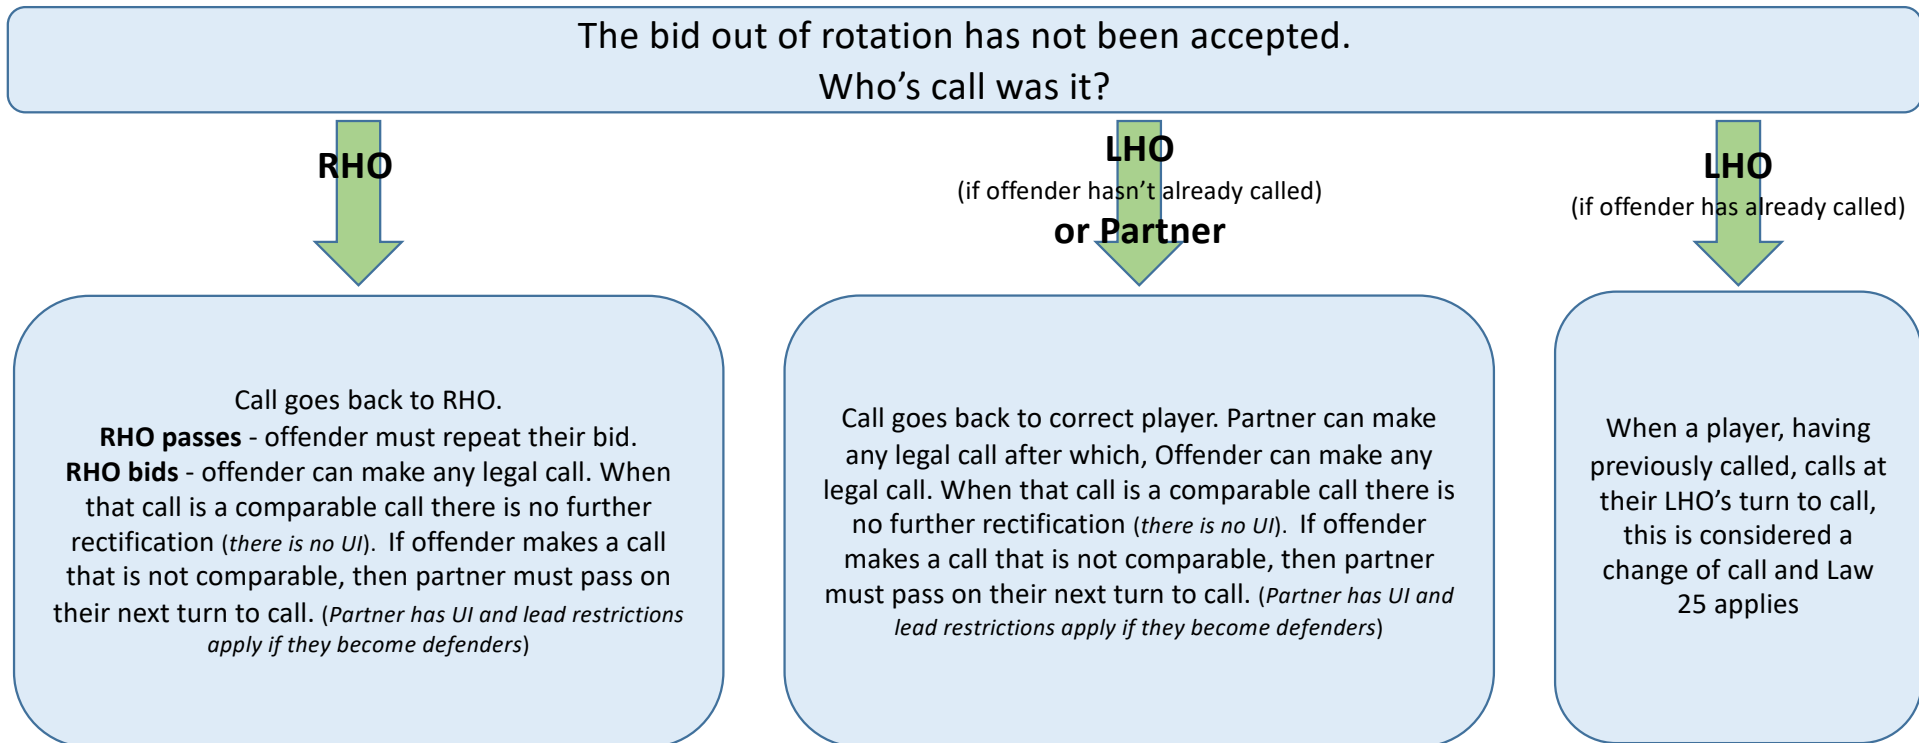 The bid out of rotation has not been accepted.
Who's call was it?
RHO
LHO
(if offender hasn't already called)
or Partner
LHO
(if offender has already called)
Call goes back to RHO.
RHO passes - offender must repeat their bid.
RHO bids - offender can make any legal call. When
that call is a comparable call there is no further
rectification (there is no UI). If offender makes a call
that is not comparable, then partner must pass on
their next turn to call. (Partner has UI and lead restrictions
apply if they become defenders)
Call goes back to correct player. Partner can make
any legal call after which, Offender can make any
legal call. When that call is a comparable call there is
no further rectification (there is no UI). If offender
makes a call that is not comparable, then partner
must pass on their next turn to call. (Partner has UI and
lead restrictions apply if they become defenders)
When a player, having
previously called, calls at
their LHO's turn to call,
this is considered a
change of call and Law
25 applies